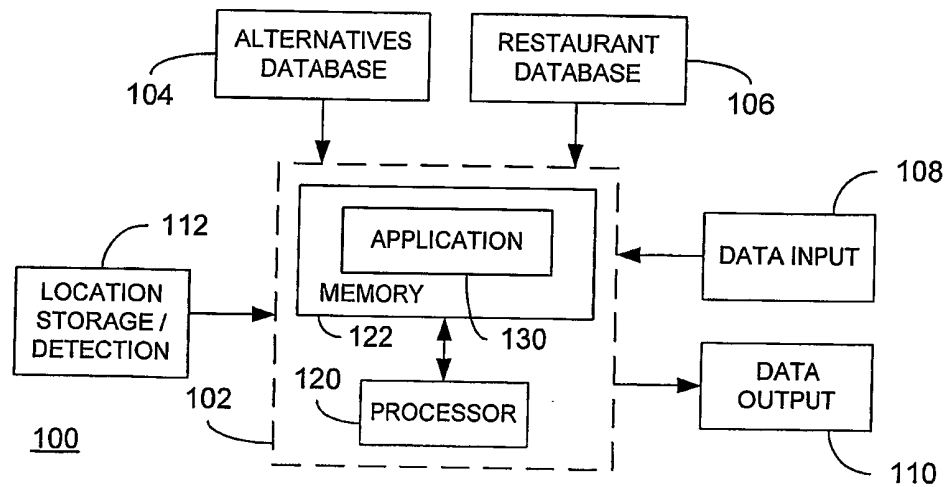 ALTERNATIVES
DATABASE
RESTAURANT
DATABASE
104
106
108
112
APPLICATION
DATA INPUT
LOCATION
STORAGE /
DETECTION
MEMORY
122
130
120
PROCESSOR
DATA
OUTPUT
102
100
110